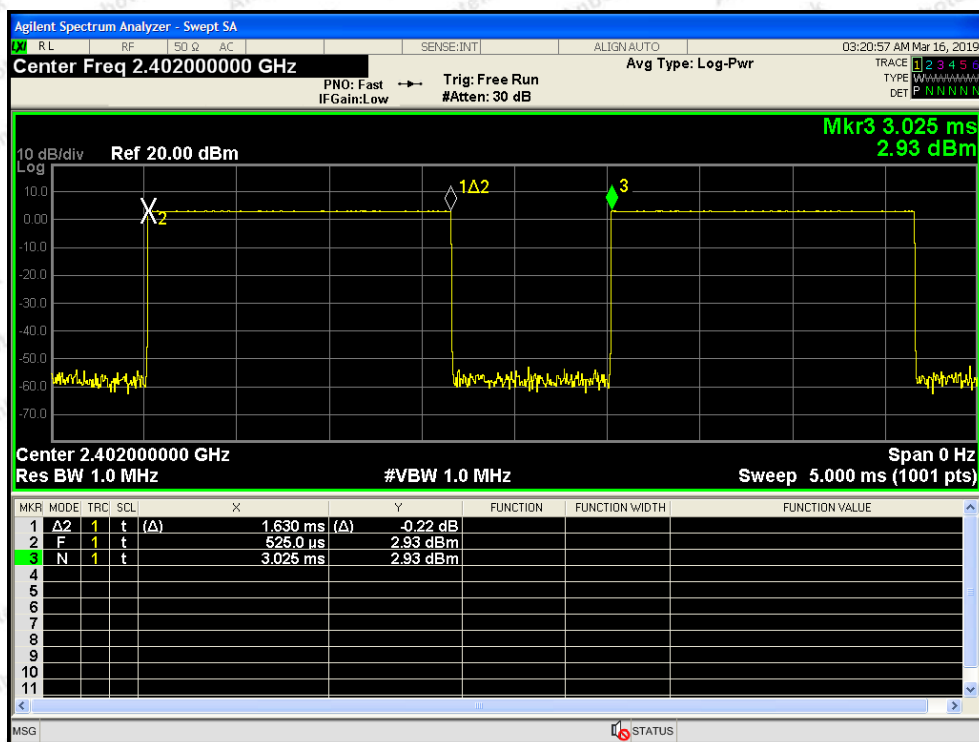 Agilent Spectrum Analyzer - Swept SA
LXI RL RF 50 Ω AC SENSE:INT ALIGN AUTO 03:20:57 AM Mar 16, 2019
Center Freq 2.402000000 GHz Avg Type: Log-Pwr TRACE 1 2 3 4 5 6
PNO: Fast Trig: Free Run TYPE WWWWWW
IFGain:Low #Atten: 30 dB DET P N N N N N
Mkr3 3.025 ms
10 dB/div Ref 20.00 dBm 2.93 dBm
Log
10.0
0.00
-10.0
-20.0
-30.0
-40.0
-50.0
-60.0
-70.0
2
1Δ2
3
Center 2.402000000 GHz Span 0 Hz
Res BW 1.0 MHz #VBW 1.0 MHz Sweep 5.000 ms (1001 pts)
MKR MODE TRC SCL X Y FUNCTION FUNCTION WIDTH FUNCTION VALUE
1 Δ2 1 t (Δ) 1.630 ms (Δ) -0.22 dB
2 F 1 t 525.0 µs 2.93 dBm
3 N 1 t 3.025 ms 2.93 dBm
4
5
6
7
8
9
10
11
MSG STATUS